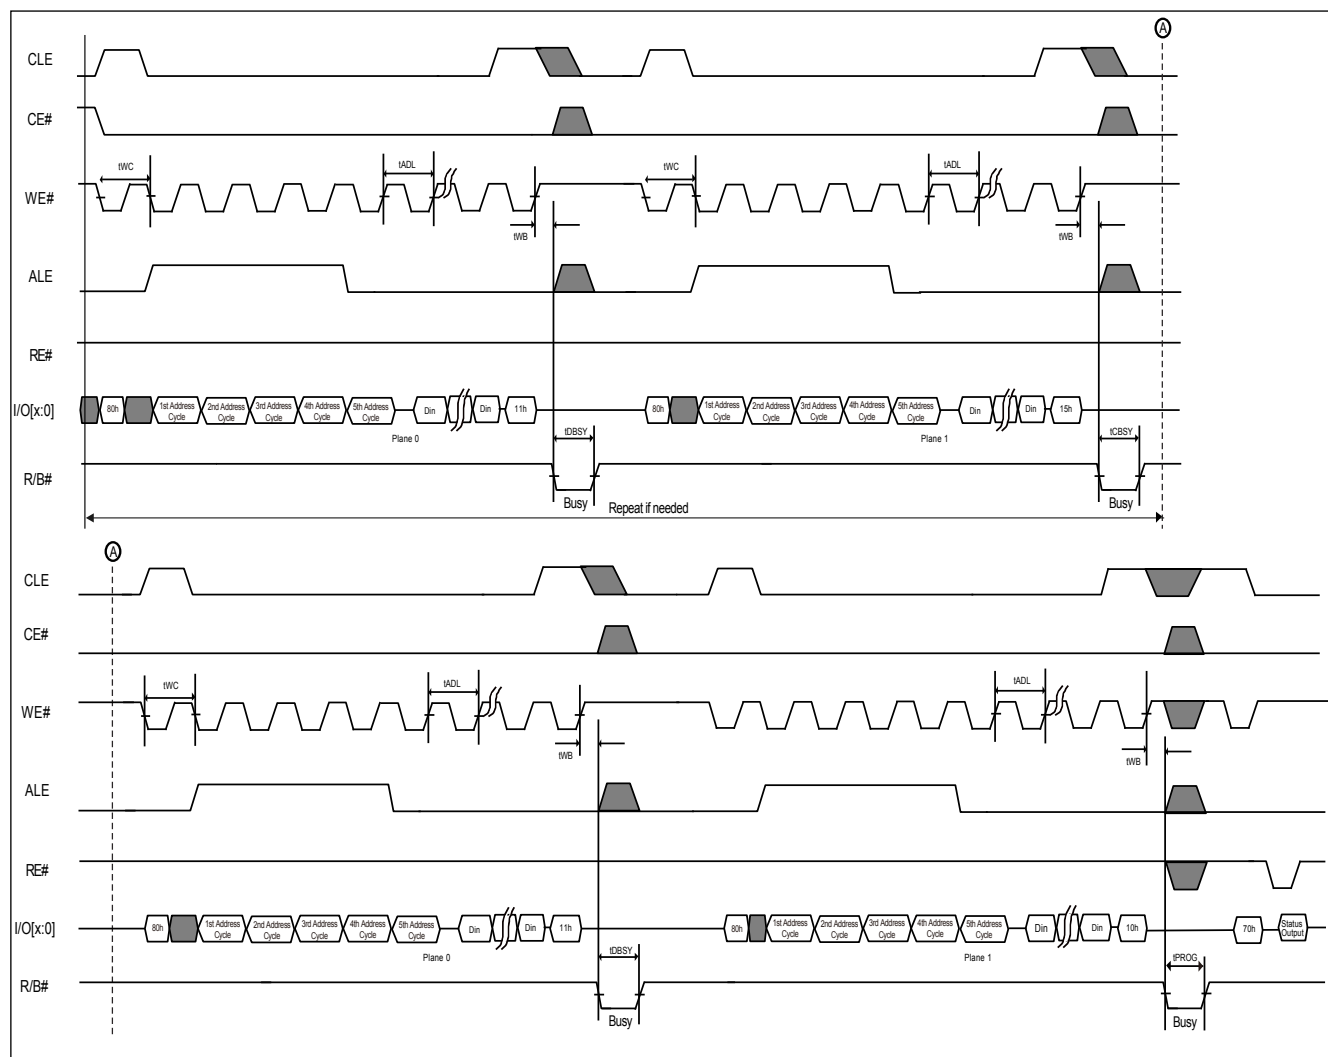 A
CLE
CE#
tWC
tADL
tWC
tADL
WE#
tWB
tWB
ALE
RE#
I/O[x:0]
80h
1st Address Cycle
2nd Address Cycle
3rd Address Cycle
4th Address Cycle
5th Address Cycle
Din
Din
11h
80h
1st Address Cycle
2nd Address Cycle
3rd Address Cycle
4th Address Cycle
5th Address Cycle
Din
Din
15h
Plane 0
tDBSY
Plane 1
tCBSY
R/B#
Busy
Busy
Repeat if needed
A
CLE
CE#
tWC
tADL
tADL
WE#
tWB
tWB
ALE
RE#
I/O[x:0]
80h
1st Address Cycle
2nd Address Cycle
3rd Address Cycle
4th Address Cycle
5th Address Cycle
Din
Din
11h
80h
1st Address Cycle
2nd Address Cycle
3rd Address Cycle
4th Address Cycle
5th Address Cycle
Din
Din
10h
70h
Status Output
Plane 0
tDBSY
Plane 1
tPROG
R/B#
Busy
Busy